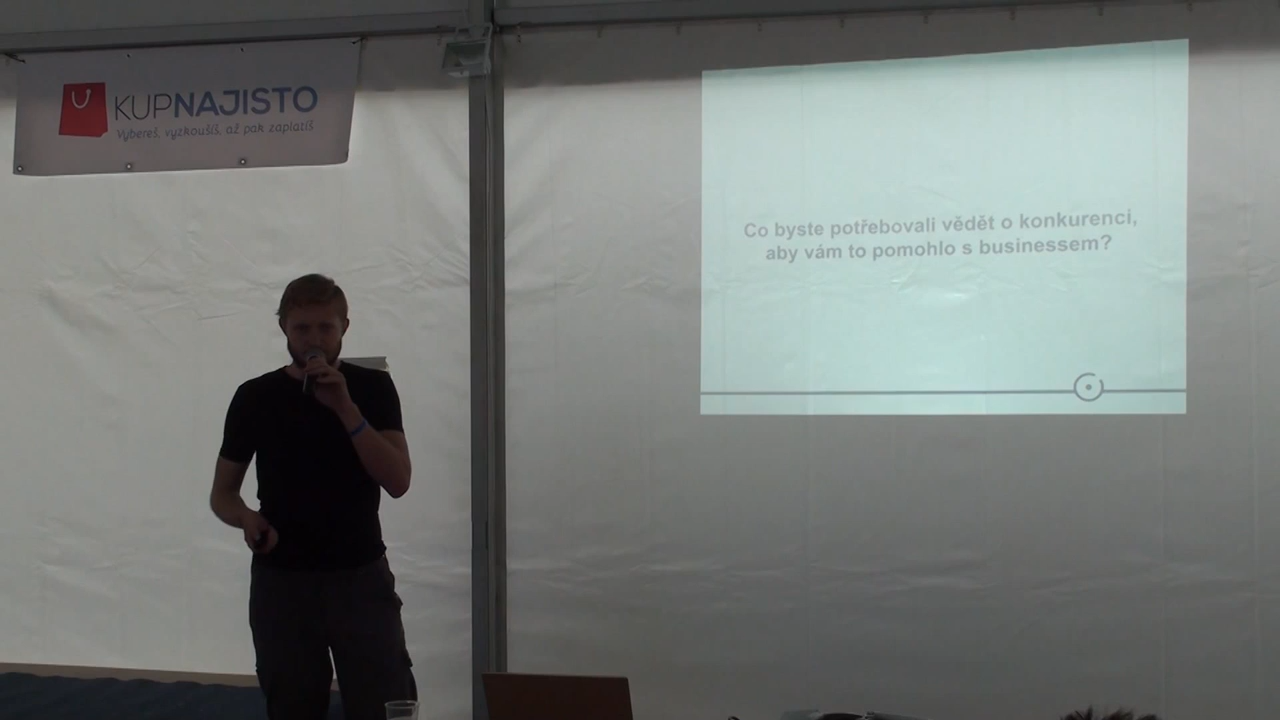 KUPNAJISTO
Vybereš, vyzkoušíš, až pak zaplatíš
Co byste potřebovali vědět o konkurenci,
aby vám to pomohlo s businessem?